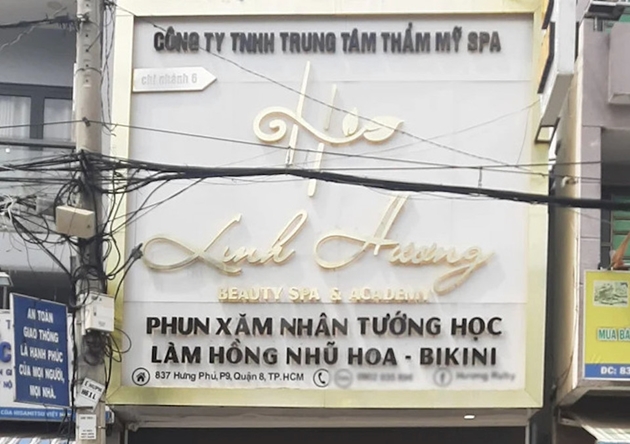 CÔNG TY TNHH TRUNG TÂM THẨM MỸ SPA
chi nhánh 6
Linh Hương
BEAUTY SPA & ACADEMY
PHUN XĂM NHÂN TƯỚNG HỌC
LÀM HỒNG NHŨ HOA - BIKINI
837 Hưng Phú, P9, Quận 8, TP.HCM
AN TOÀN
GIAO THÔNG
LÀ HẠNH PHÚC
CỦA MỌI NGƯỜI,
MỌI NHÀ.
MUA BÁ
ĐC: 83